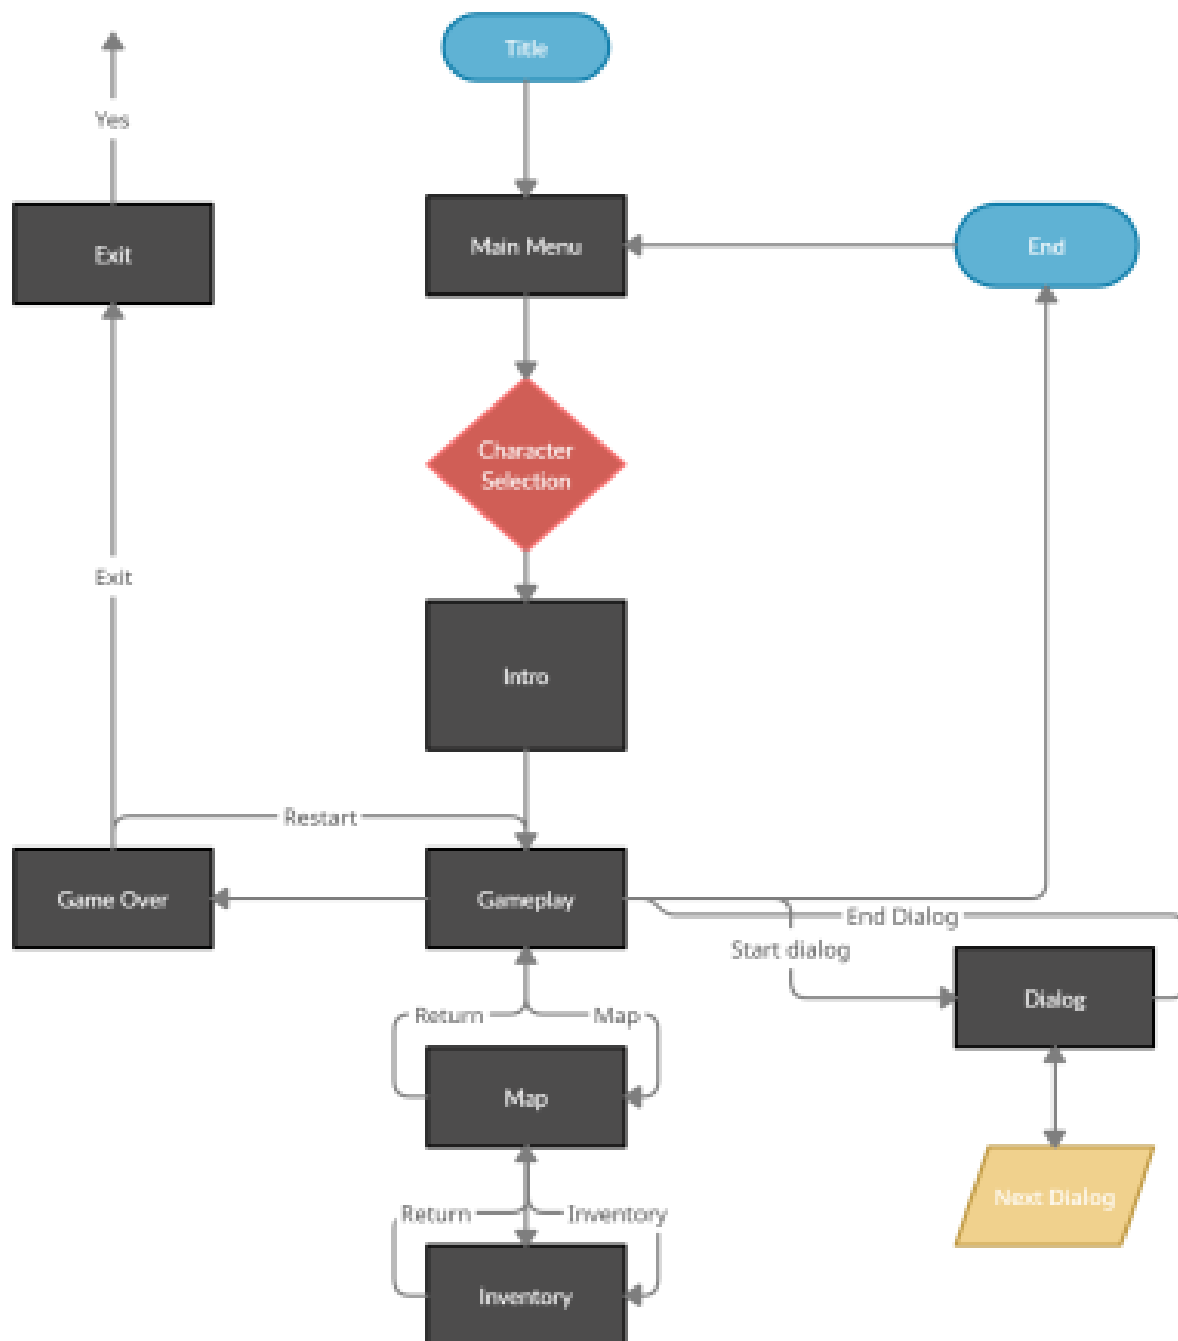 Title
Yes
Exit
Main Menu
End
Character
Selection
Exit
Intro
Restart
Game Over
Gameplay
End Dialog
Start dialog
Dialog
Return
Map
Map
Next Dialog
Return
Inventory
Inventory